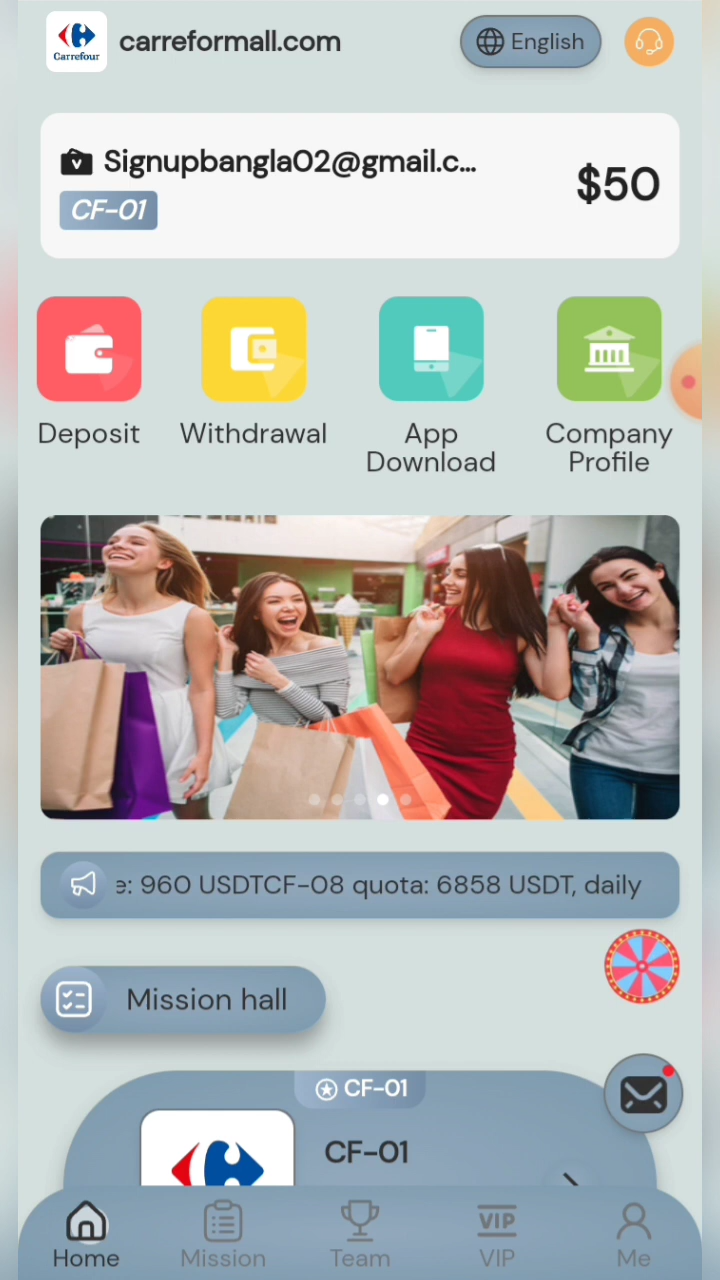 Carrefour
carreformall.com
English
Signupbangla02@gmail.c...
$50
CF-01
Deposit
Withdrawal
App
Download
Company
Profile
e: 960 USDTCF-08 quota: 6858 USDT, daily
Mission hall
CF-01
CF-01
Home
Mission
Team
VIP
VIP
Me